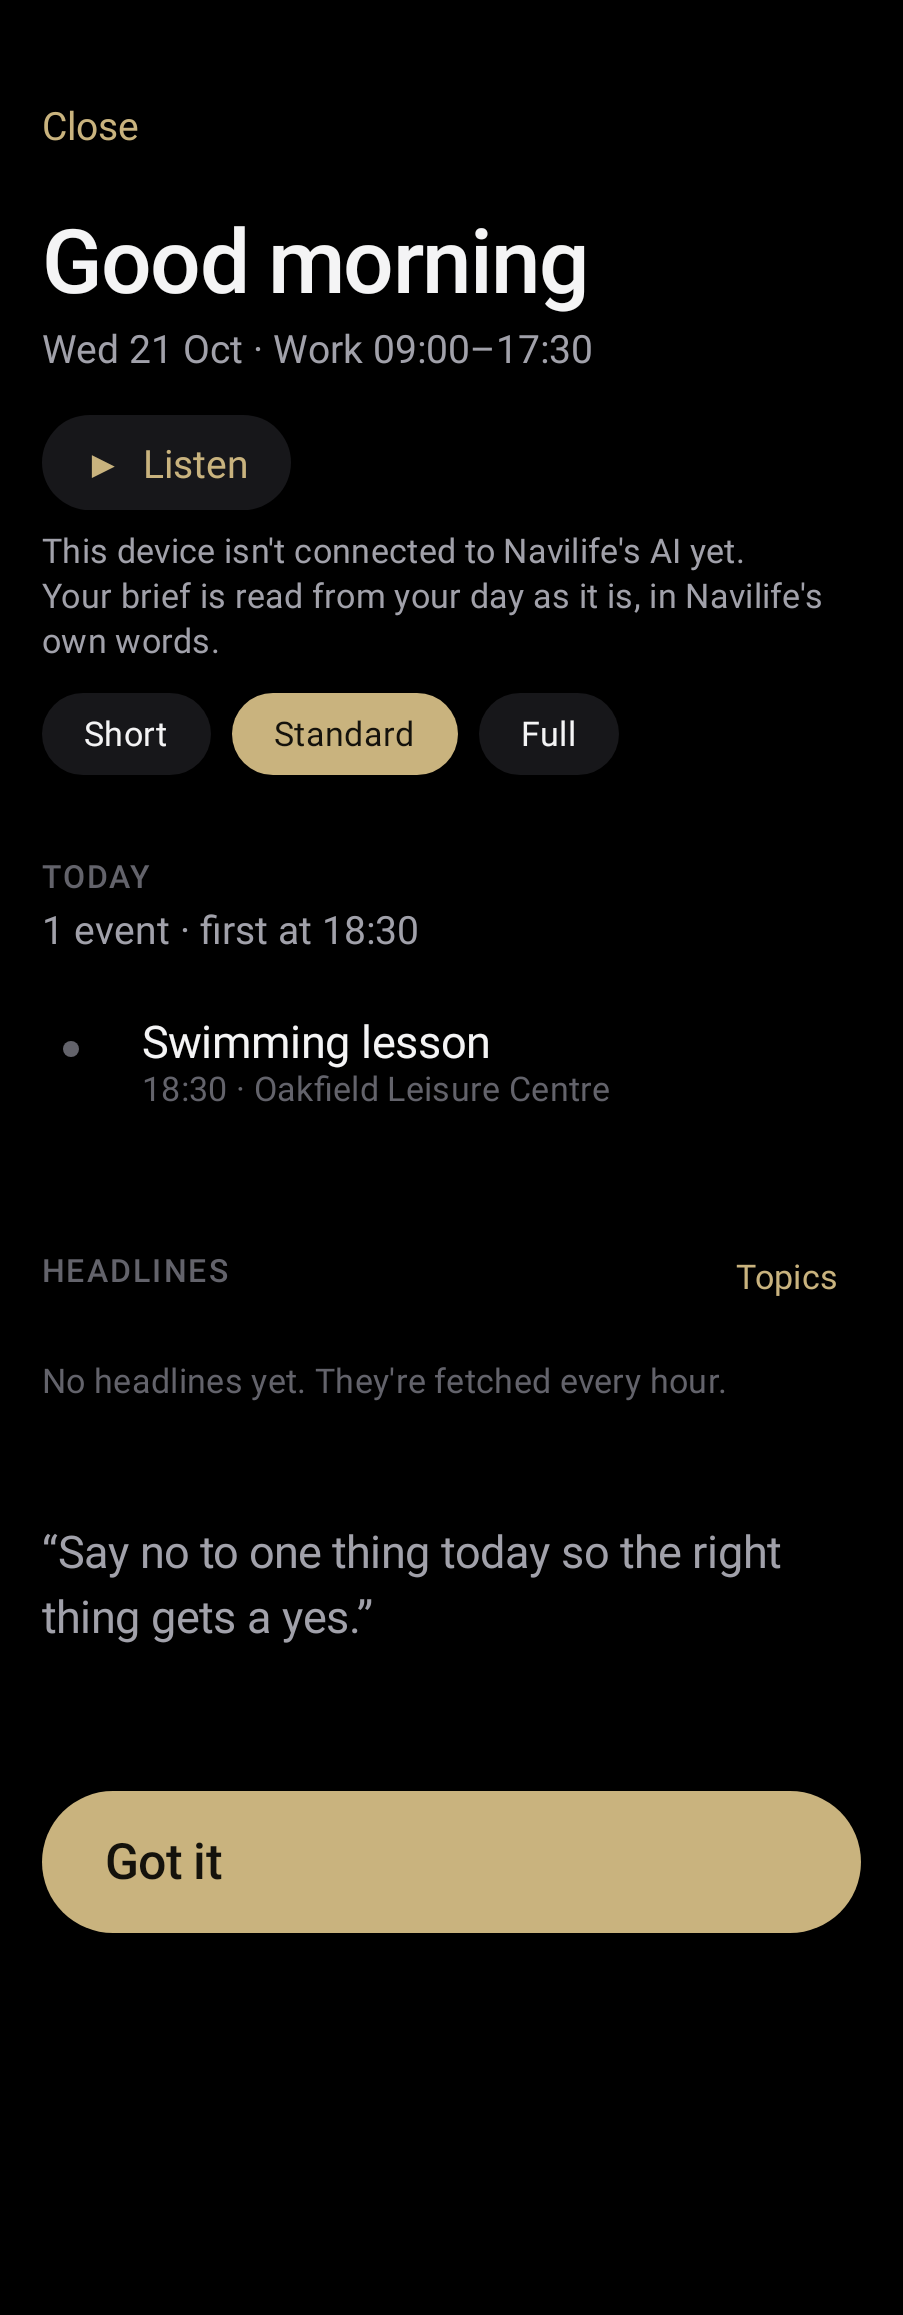 Close
Good morning
Wed 21 Oct · Work 09:00–17:30
► Listen
This device isn't connected to Navilife's AI yet.
Your brief is read from your day as it is, in Navilife's
own words.
Short Standard Full
TODAY
1 event · first at 18:30
Swimming lesson
18:30 · Oakfield Leisure Centre
HEADLINES
Topics
No headlines yet. They're fetched every hour.
“Say no to one thing today so the right
thing gets a yes.”
Got it